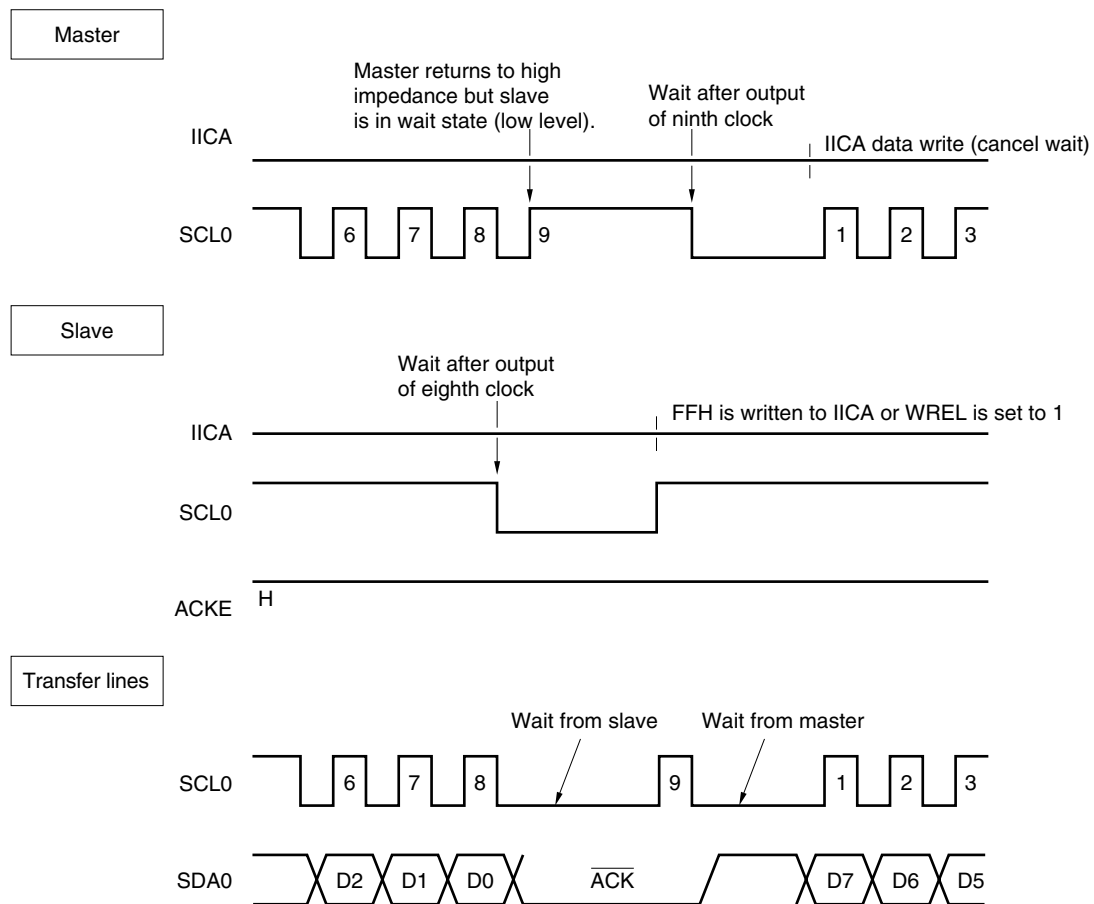 Master
Master returns to high
impedance but slave
is in wait state (low level).
Wait after output
of ninth clock
IICA
IICA data write (cancel wait)
SCL0
6 7 8 9 1 2 3
Slave
Wait after output
of eighth clock
FFH is written to IICA or WREL is set to 1
IICA
SCL0
H
ACKE
Transfer lines
Wait from slave Wait from master
SCL0
6 7 8 9 1 2 3
SDA0 D2 D1 D0 ACK D7 D6 D5